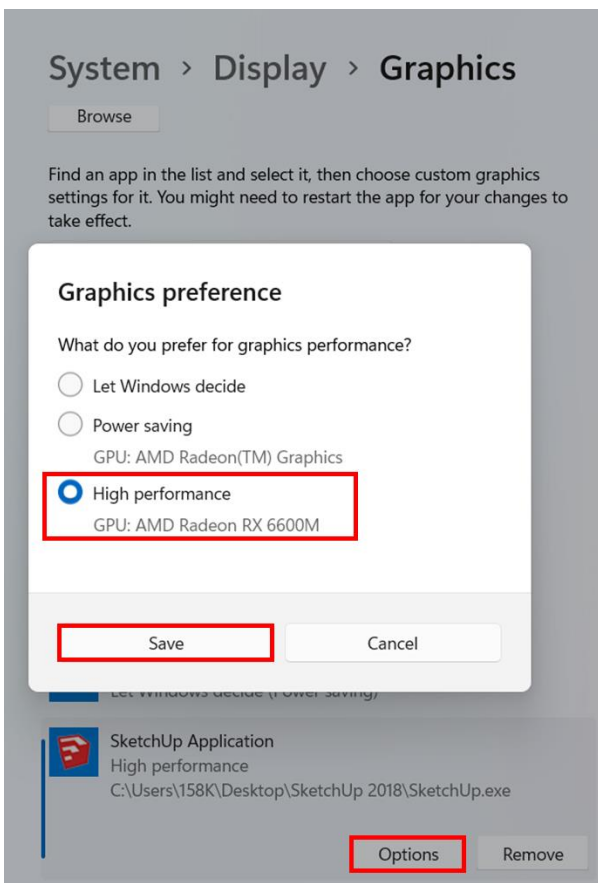 System > Display > Graphics
Browse
Find an app in the list and select it, then choose custom graphics
settings for it. You might need to restart the app for your changes to
take effect.
Graphics preference
What do you prefer for graphics performance?
Let Windows decide
Power saving
GPU: AMD Radeon(TM) Graphics
High performance
GPU: AMD Radeon RX 6600M
Save
Cancel
Let Windows decide (Power saving)
SketchUp Application
High performance
C:\Users\158K\Desktop\SketchUp 2018\SketchUp.exe
Options
Remove